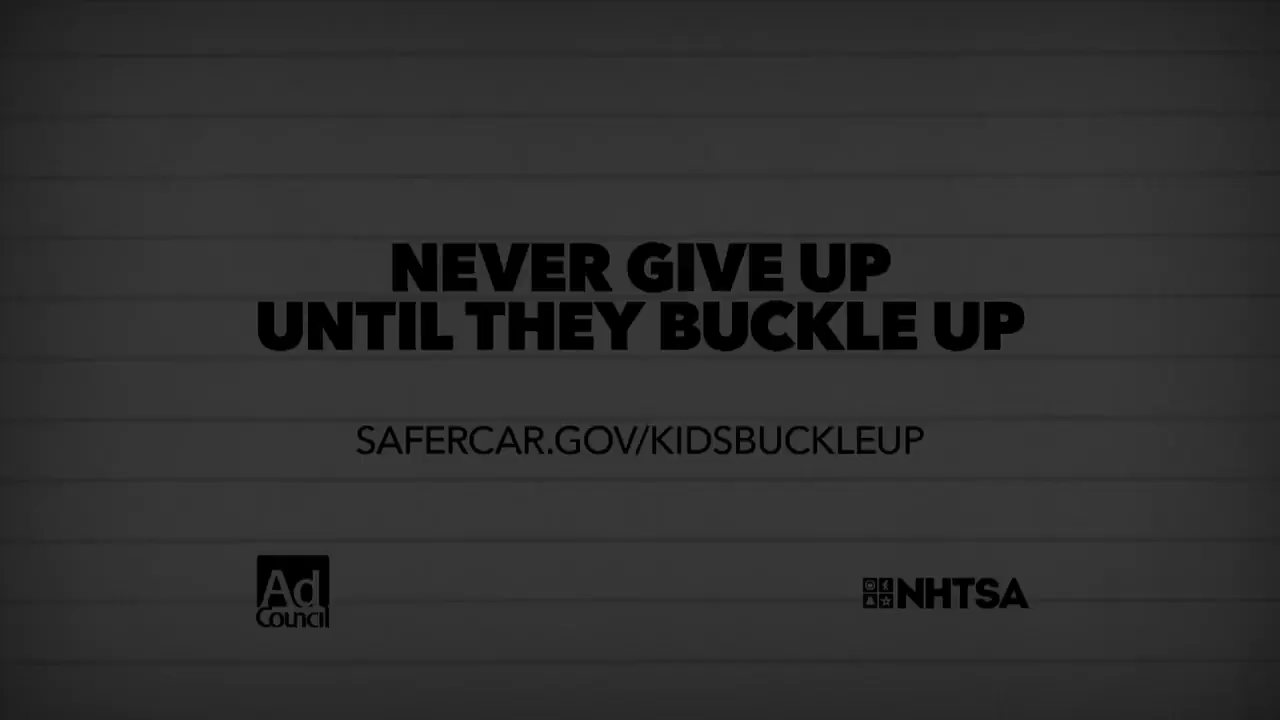 NEVER GIVE UP
UNTIL THEY BUCKLE UP
SAFERCAR.GOV/KIDSBUCKLEUP
Ad
Council
NHTSA